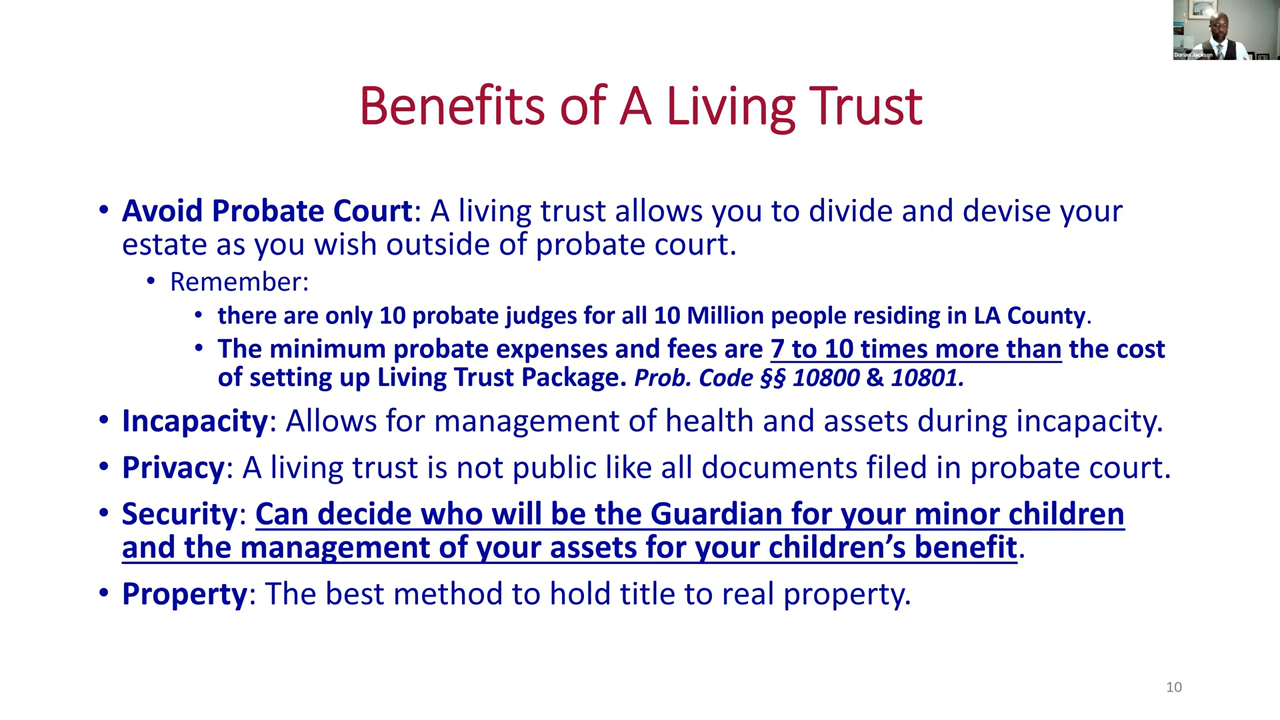 Dorian Jackson
Benefits of A Living Trust
• Avoid Probate Court: A living trust allows you to divide and devise your
estate as you wish outside of probate court.
• Remember:
• there are only 10 probate judges for all 10 Million people residing in LA County.
• The minimum probate expenses and fees are 7 to 10 times more than the cost
of setting up Living Trust Package. Prob. Code §§ 10800 & 10801.
• Incapacity: Allows for management of health and assets during incapacity.
• Privacy: A living trust is not public like all documents filed in probate court.
• Security: Can decide who will be the Guardian for your minor children
and the management of your assets for your children’s benefit.
• Property: The best method to hold title to real property.
10